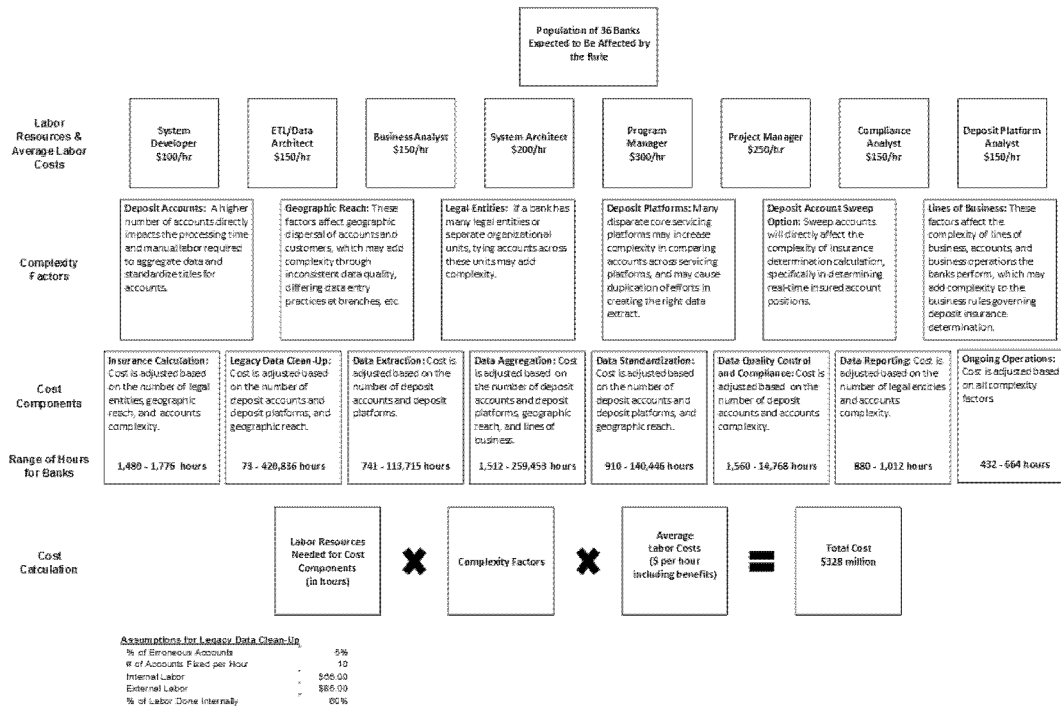 Population of 36 Banks
Expected to Be Affected by
the Rule
Labor
Resources &
Average Labor
Costs
System
Developer
$100/hr
ETL/Data
Architect
$150/hr
Business Analyst
$150/hr
System Architect
$200/hr
Program
Manager
$300/hr
Project Manager
$250/hr
Compliance
Analyst
$150/hr
Deposit Platform
Analyst
$150/hr
Complexity
Factors
Deposit Accounts: A higher
number of accounts directly
impacts the processing time
and manual labor required
to aggregate data and
standardize titles for
accounts.
Geographic Reach: These
factors affect geographic
dispersal of accounts and
customers, which may add
complexity through
inconsistent data quality,
differing data entry
practices at branches, etc.
Legal Entities: If a bank has
many legal entities or
separate organizational
units, tying accounts across
these units may add
complexity.
Deposit Platforms: Many
disparate core servicing
platforms may increase
complexity in comparing
accounts across servicing
platforms, and may cause
duplication of efforts in
creating the right data
extract.
Deposit Account Sweep
Option: Sweep accounts
will directly affect the
complexity of insurance
determination calculation,
specifically in determining
real-time insured account
positions.
Lines of Business: These
factors affect the
complexity of lines of
business, accounts, and
business operations the
banks perform, which may
add complexity to the
business rules governing
deposit insurance
determination.
Cost
Components
Insurance Calculation:
Cost is adjusted based
on the number of legal
entities, geographic
reach, and accounts
complexity.
Legacy Data Clean-Up:
Cost is adjusted based
on the number of
deposit accounts and
deposit platforms, and
geographic reach.
Data Extraction: Cost is
adjusted based on the
number of deposit
accounts and deposit
platforms.
Data Aggregation: Cost
is adjusted based on
the number of deposit
accounts and deposit
platforms, geographic
reach, and lines of
business.
Data Standardization:
Cost is adjusted based
on the number of
deposit accounts and
deposit platforms, and
geographic reach.
Data Quality Control
and Compliance: Cost is
adjusted based on the
number of deposit
accounts and accounts
complexity.
Data Reporting: Cost is
adjusted based on the
number of legal entities
and accounts
complexity.
Ongoing Operations:
Cost is adjusted based
on all complexity
factors.
Range of Hours
for Banks
1,480 - 1,776 hours
73 - 420,836 hours
741 - 113,715 hours
1,512 - 259,453 hours
910 - 140,446 hours
1,560 - 14,768 hours
880 - 1,012 hours
432 - 664 hours
Cost
Calculation
Labor Resources
Needed for Cost
Components
(in hours)
Complexity Factors
Average
Labor Costs
($ per hour
including benefits)
Total Cost
$328 million
Assumptions for Legacy Data Clean-Up
% of Erroneous Accounts 5%
# of Accounts Fixed per Hour 10
Internal Labor
External Labor $85.00
% of Labor Done Internally 60%